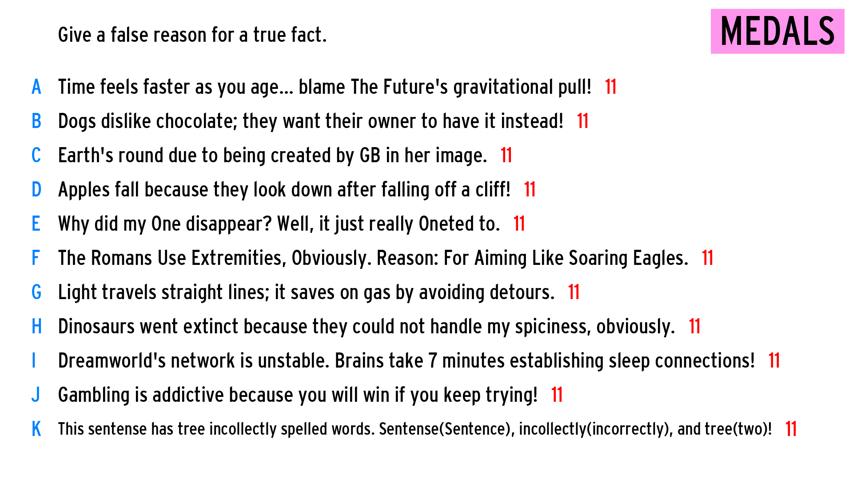 Give a false reason for a true fact.
MEDALS
A Time feels faster as you age... blame The Future's gravitational pull! 11
B Dogs dislike chocolate; they want their owner to have it instead! 11
C Earth's round due to being created by GB in her image. 11
D Apples fall because they look down after falling off a cliff! 11
E Why did my One disappear? Well, it just really Oneted to. 11
F The Romans Use Extremities, Obviously. Reason: For Aiming Like Soaring Eagles. 11
G Light travels straight lines; it saves on gas by avoiding detours. 11
H Dinosaurs went extinct because they could not handle my spiciness, obviously. 11
I Dreamworld's network is unstable. Brains take 7 minutes establishing sleep connections! 11
J Gambling is addictive because you will win if you keep trying! 11
K This sentense has tree incollectly spelled words. Sentense(Sentence), incollectly(incorrectly), and tree(two)! 11